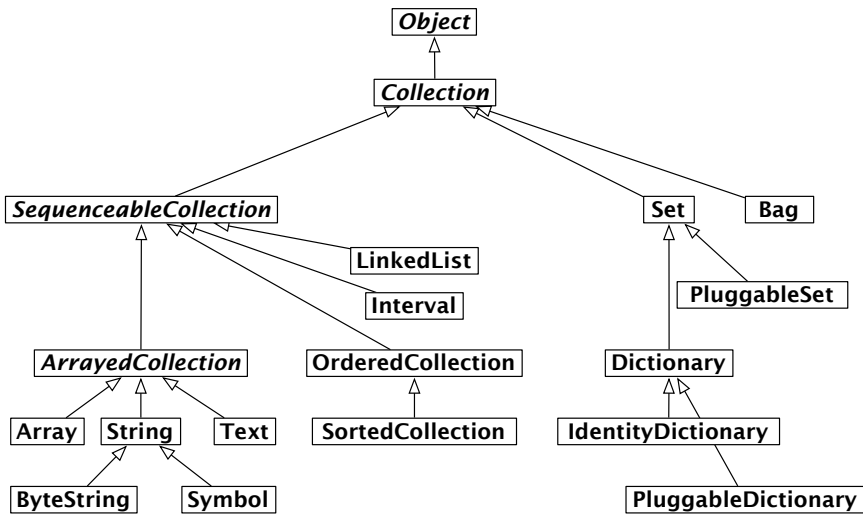 Object
Collection
SequenceableCollection
Set
Bag
LinkedList
PluggableSet
Interval
ArrayedCollection
OrderedCollection
Dictionary
Array
String
Text
SortedCollection
IdentityDictionary
ByteString
Symbol
PluggableDictionary